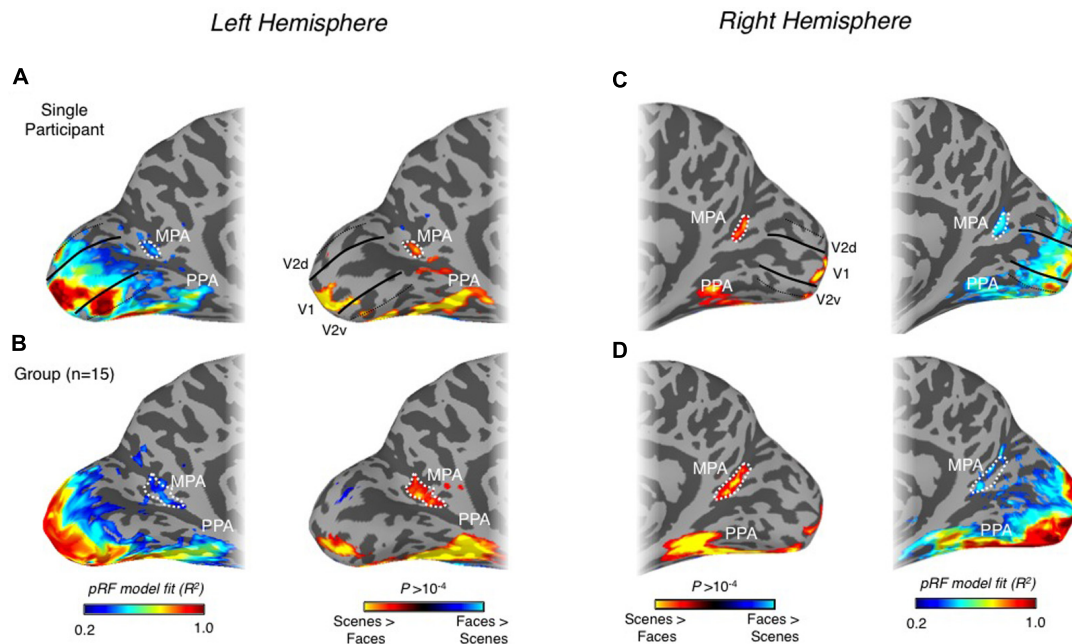 Left Hemisphere
Right Hemisphere
A
C
Single
Participant
MPA
PPA
MPA
V2d
PPA
V1
V2v
MPA
PPA
V2d
V1
V2v
MPA
PPA
B
D
Group (n=15)
MPA
PPA
MPA
PPA
MPA
PPA
MPA
PPA
pRF model fit (R²)
0.2
1.0
P >10⁻⁴
Scenes >
Faces
Faces >
Scenes
P >10⁻⁴
Scenes >
Faces
Faces >
Scenes
pRF model fit (R²)
0.2
1.0